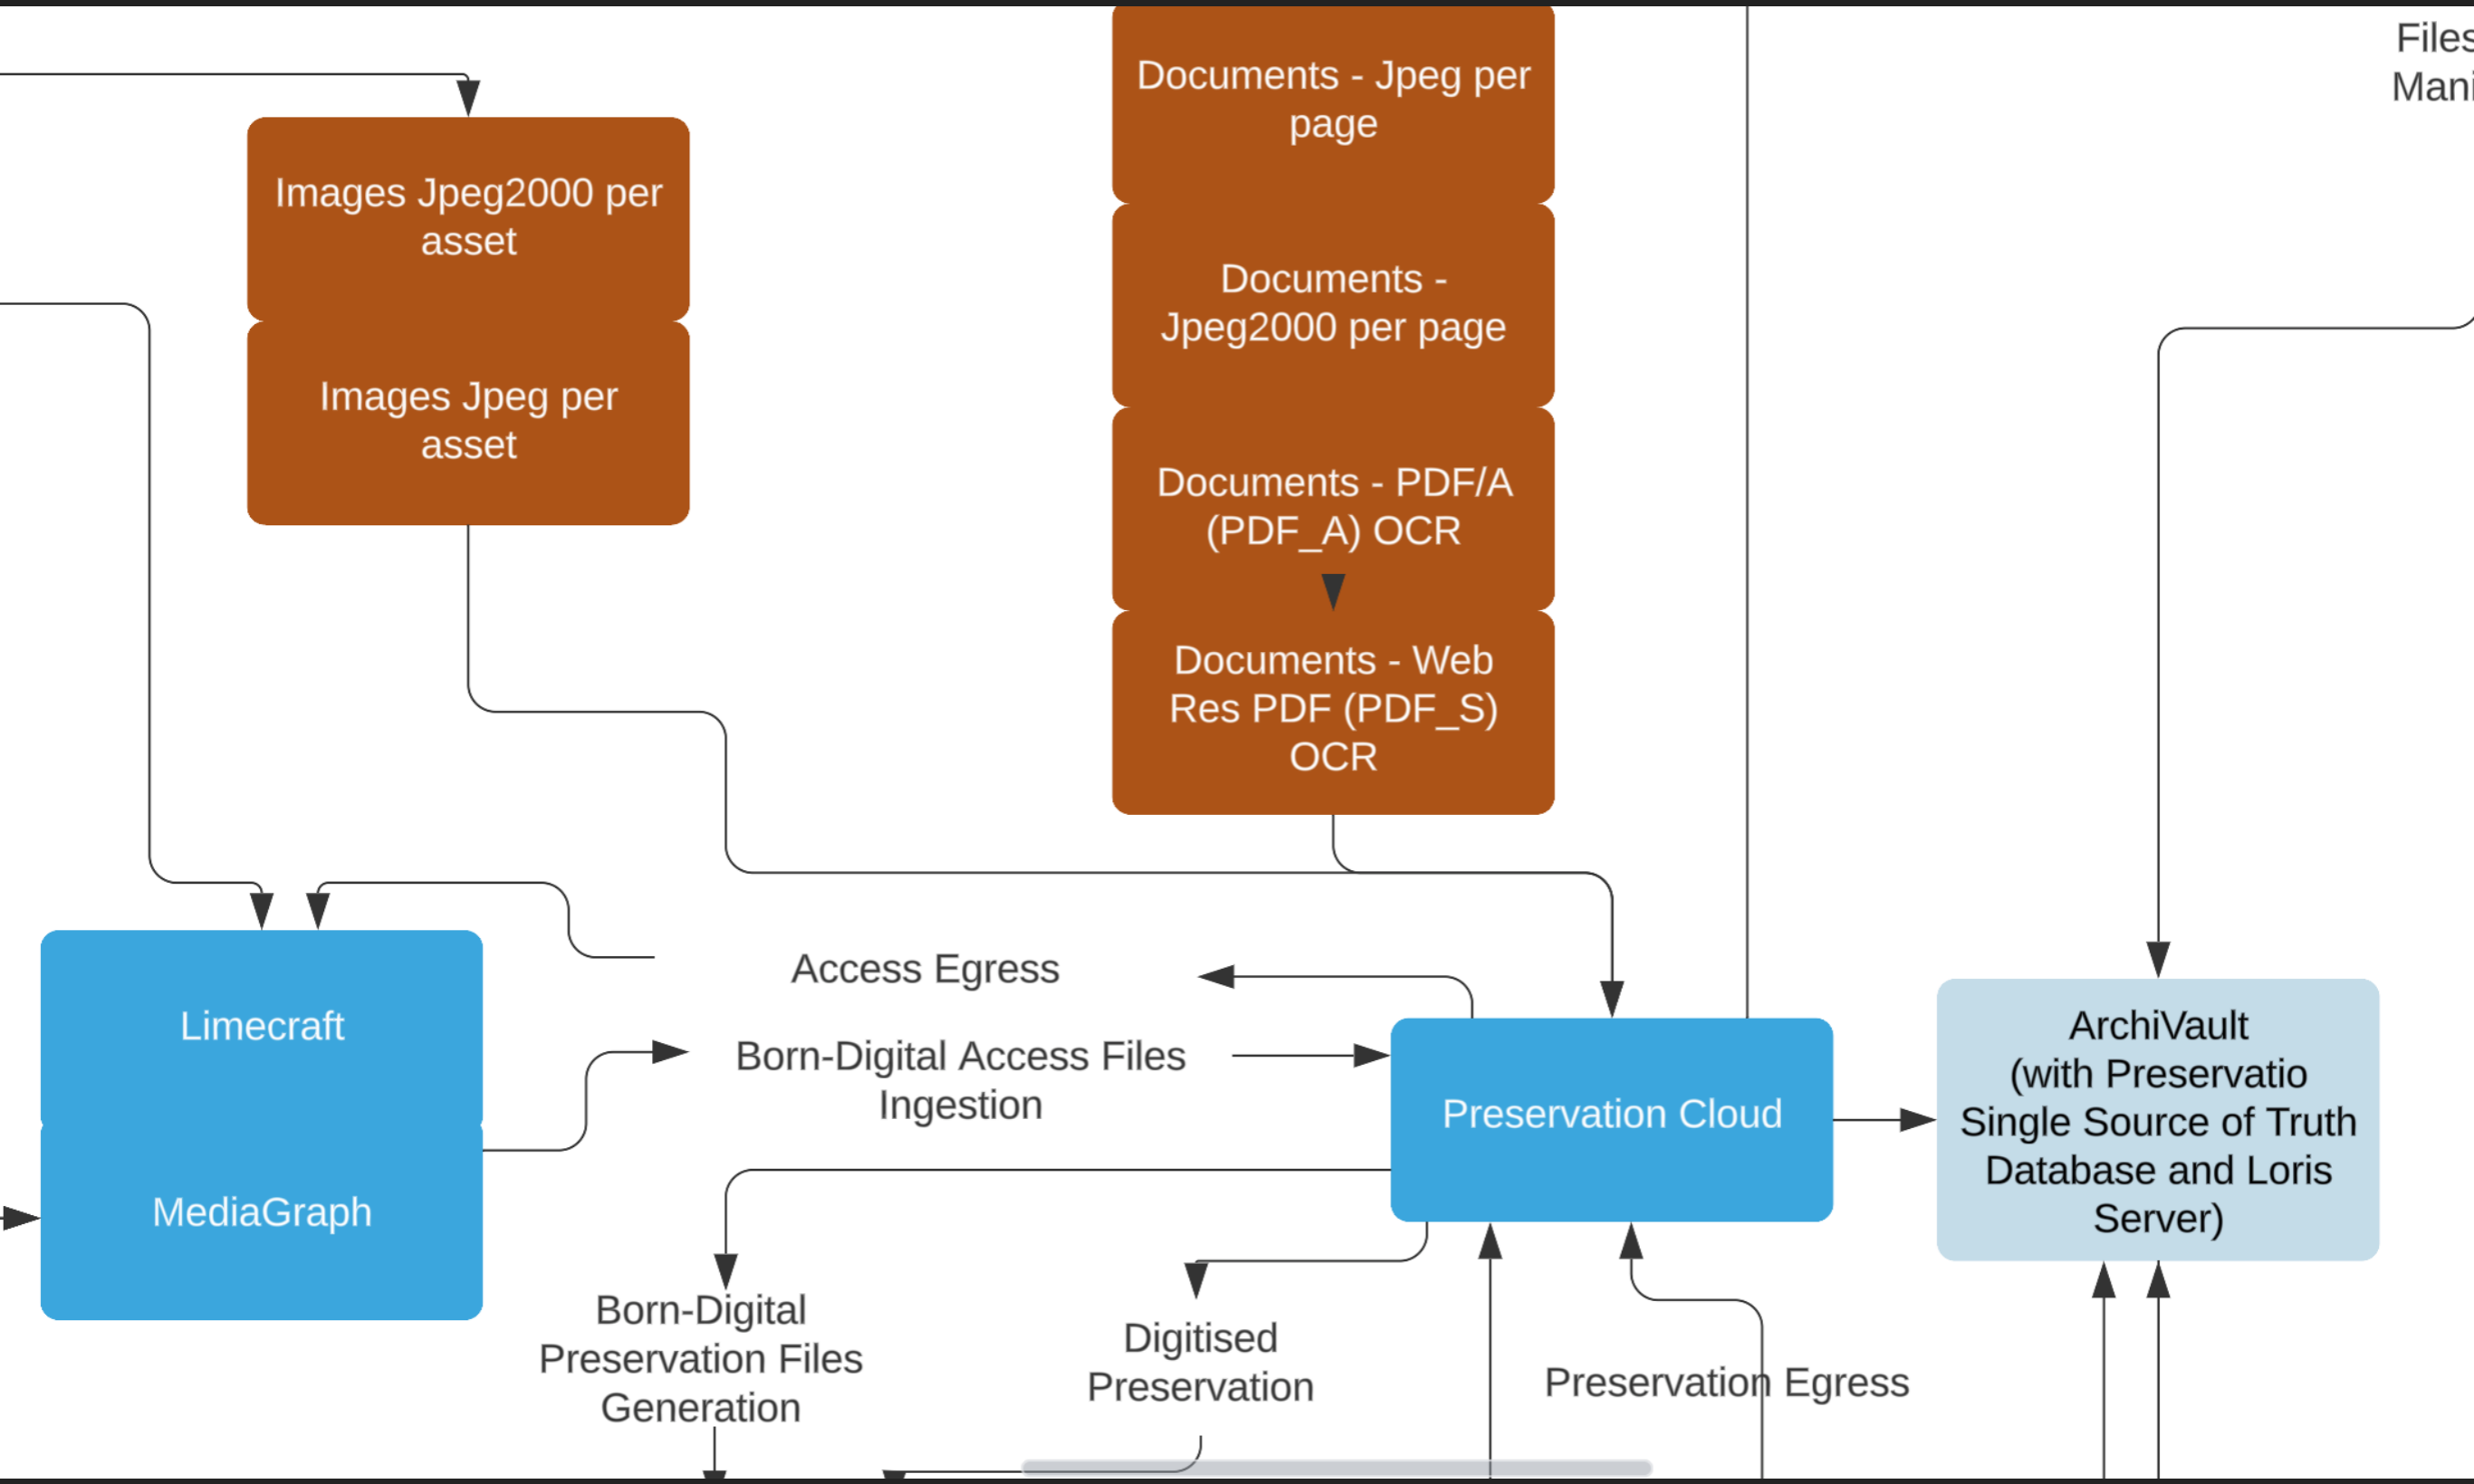 Files
Mani
Documents - Jpeg per
page
Images Jpeg2000 per
asset
Documents -
Jpeg2000 per page
Images Jpeg per
asset
Documents - PDF/A
(PDF_A) OCR
Documents - Web
Res PDF (PDF_S)
OCR
Access Egress
Born-Digital Access Files
Ingestion
Limecraft
MediaGraph
Preservation Cloud
ArchiVault
(with Preservatio
Single Source of Truth
Database and Loris
Server)
Born-Digital
Preservation Files
Generation
Digitised
Preservation
Preservation Egress